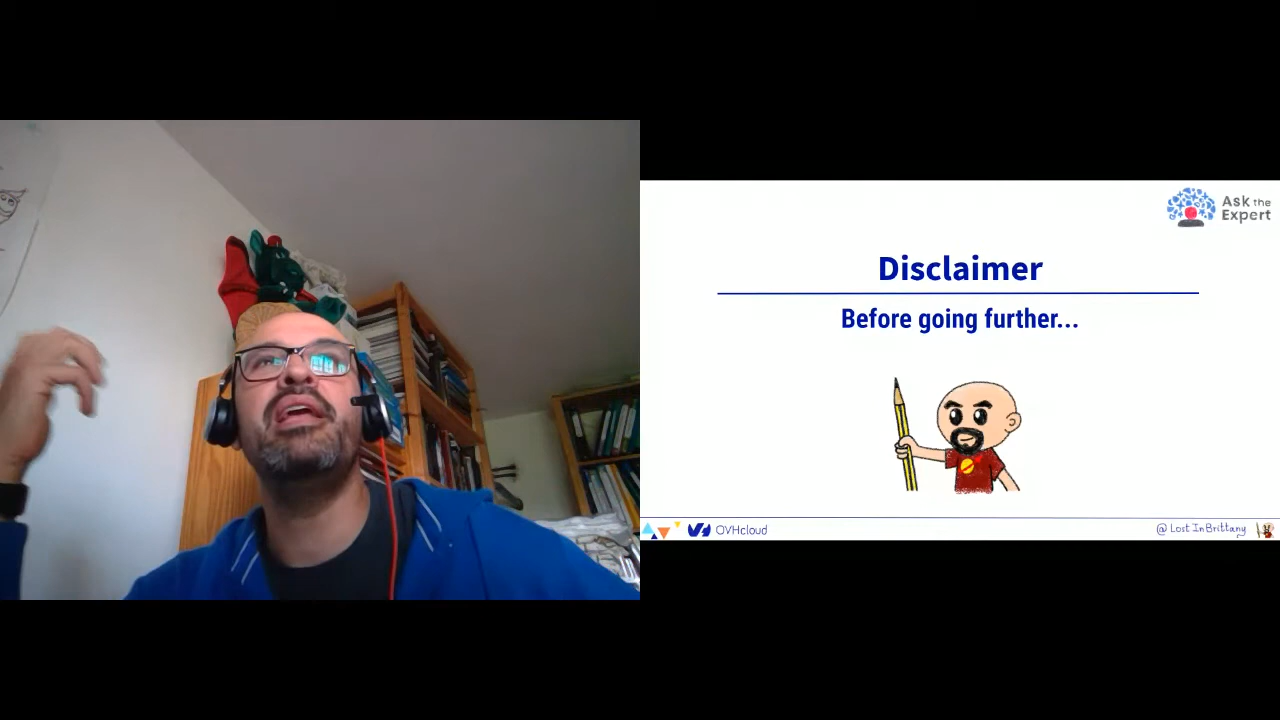 Ask the
Expert
Disclaimer
Before going further...
OVHcloud
@LostInBrittany